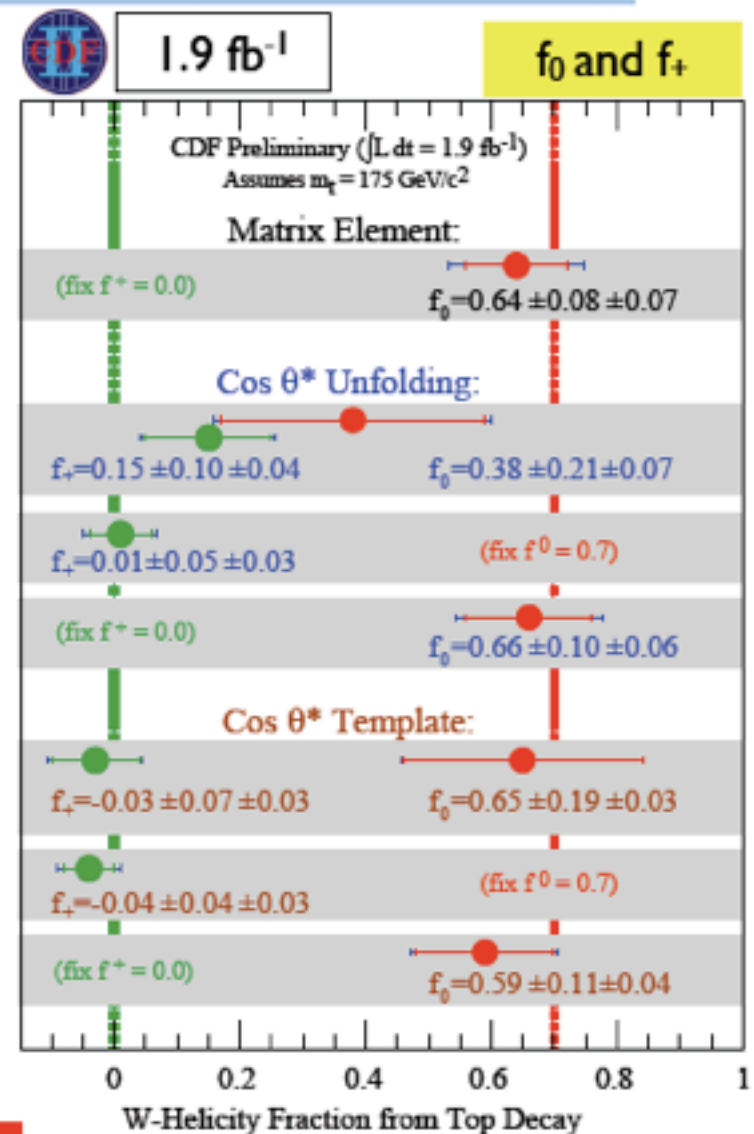 CDF
II
1.9 fb⁻¹
f₀ and f₊
CDF Preliminary (∫L dt = 1.9 fb⁻¹)
Assumes mₜ = 175 GeV/c²
Matrix Element:
(fix f⁺ = 0.0)
f₀=0.64 ±0.08 ±0.07
Cos θ* Unfolding:
f₊=0.15 ±0.10 ±0.04 f₀=0.38 ±0.21±0.07
f₊=0.01±0.05 ±0.03 (fix f⁰ = 0.7)
(fix f⁺ = 0.0) f₀=0.66 ±0.10 ±0.06
Cos θ* Template:
f₊=-0.03 ±0.07 ±0.03 f₀=0.65 ±0.19 ±0.03
f₊=-0.04 ±0.04 ±0.03 (fix f⁰ = 0.7)
(fix f⁺ = 0.0) f₀=0.59 ±0.11±0.04
0 0.2 0.4 0.6 0.8 1
W-Helicity Fraction from Top Decay